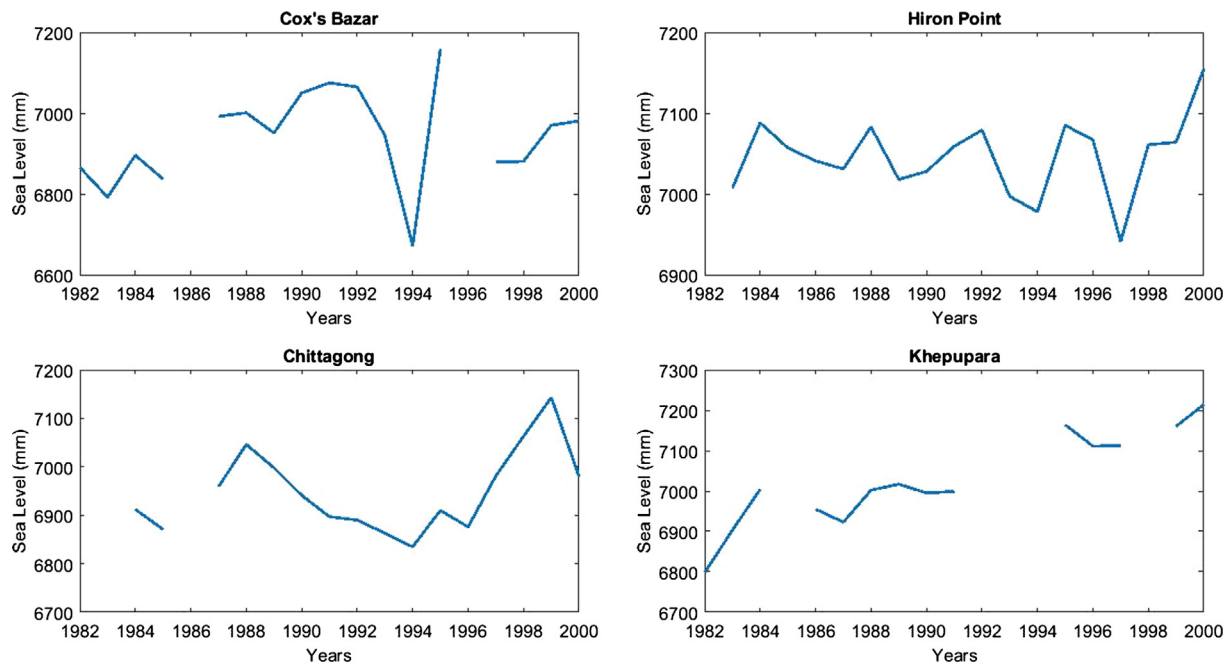 Cox's Bazar
7200
7000
6800
6600
Sea Level (mm)
1982 1984 1986 1988 1990 1992 1994 1996 1998 2000
Years
Hiron Point
7200
7100
7000
6900
Sea Level (mm)
1982 1984 1986 1988 1990 1992 1994 1996 1998 2000
Years
Chittagong
7200
7100
7000
6900
6800
6700
Sea Level (mm)
1982 1984 1986 1988 1990 1992 1994 1996 1998 2000
Years
Khepupara
7300
7200
7100
7000
6900
6800
6700
Sea Level (mm)
1982 1984 1986 1988 1990 1992 1994 1996 1998 2000
Years